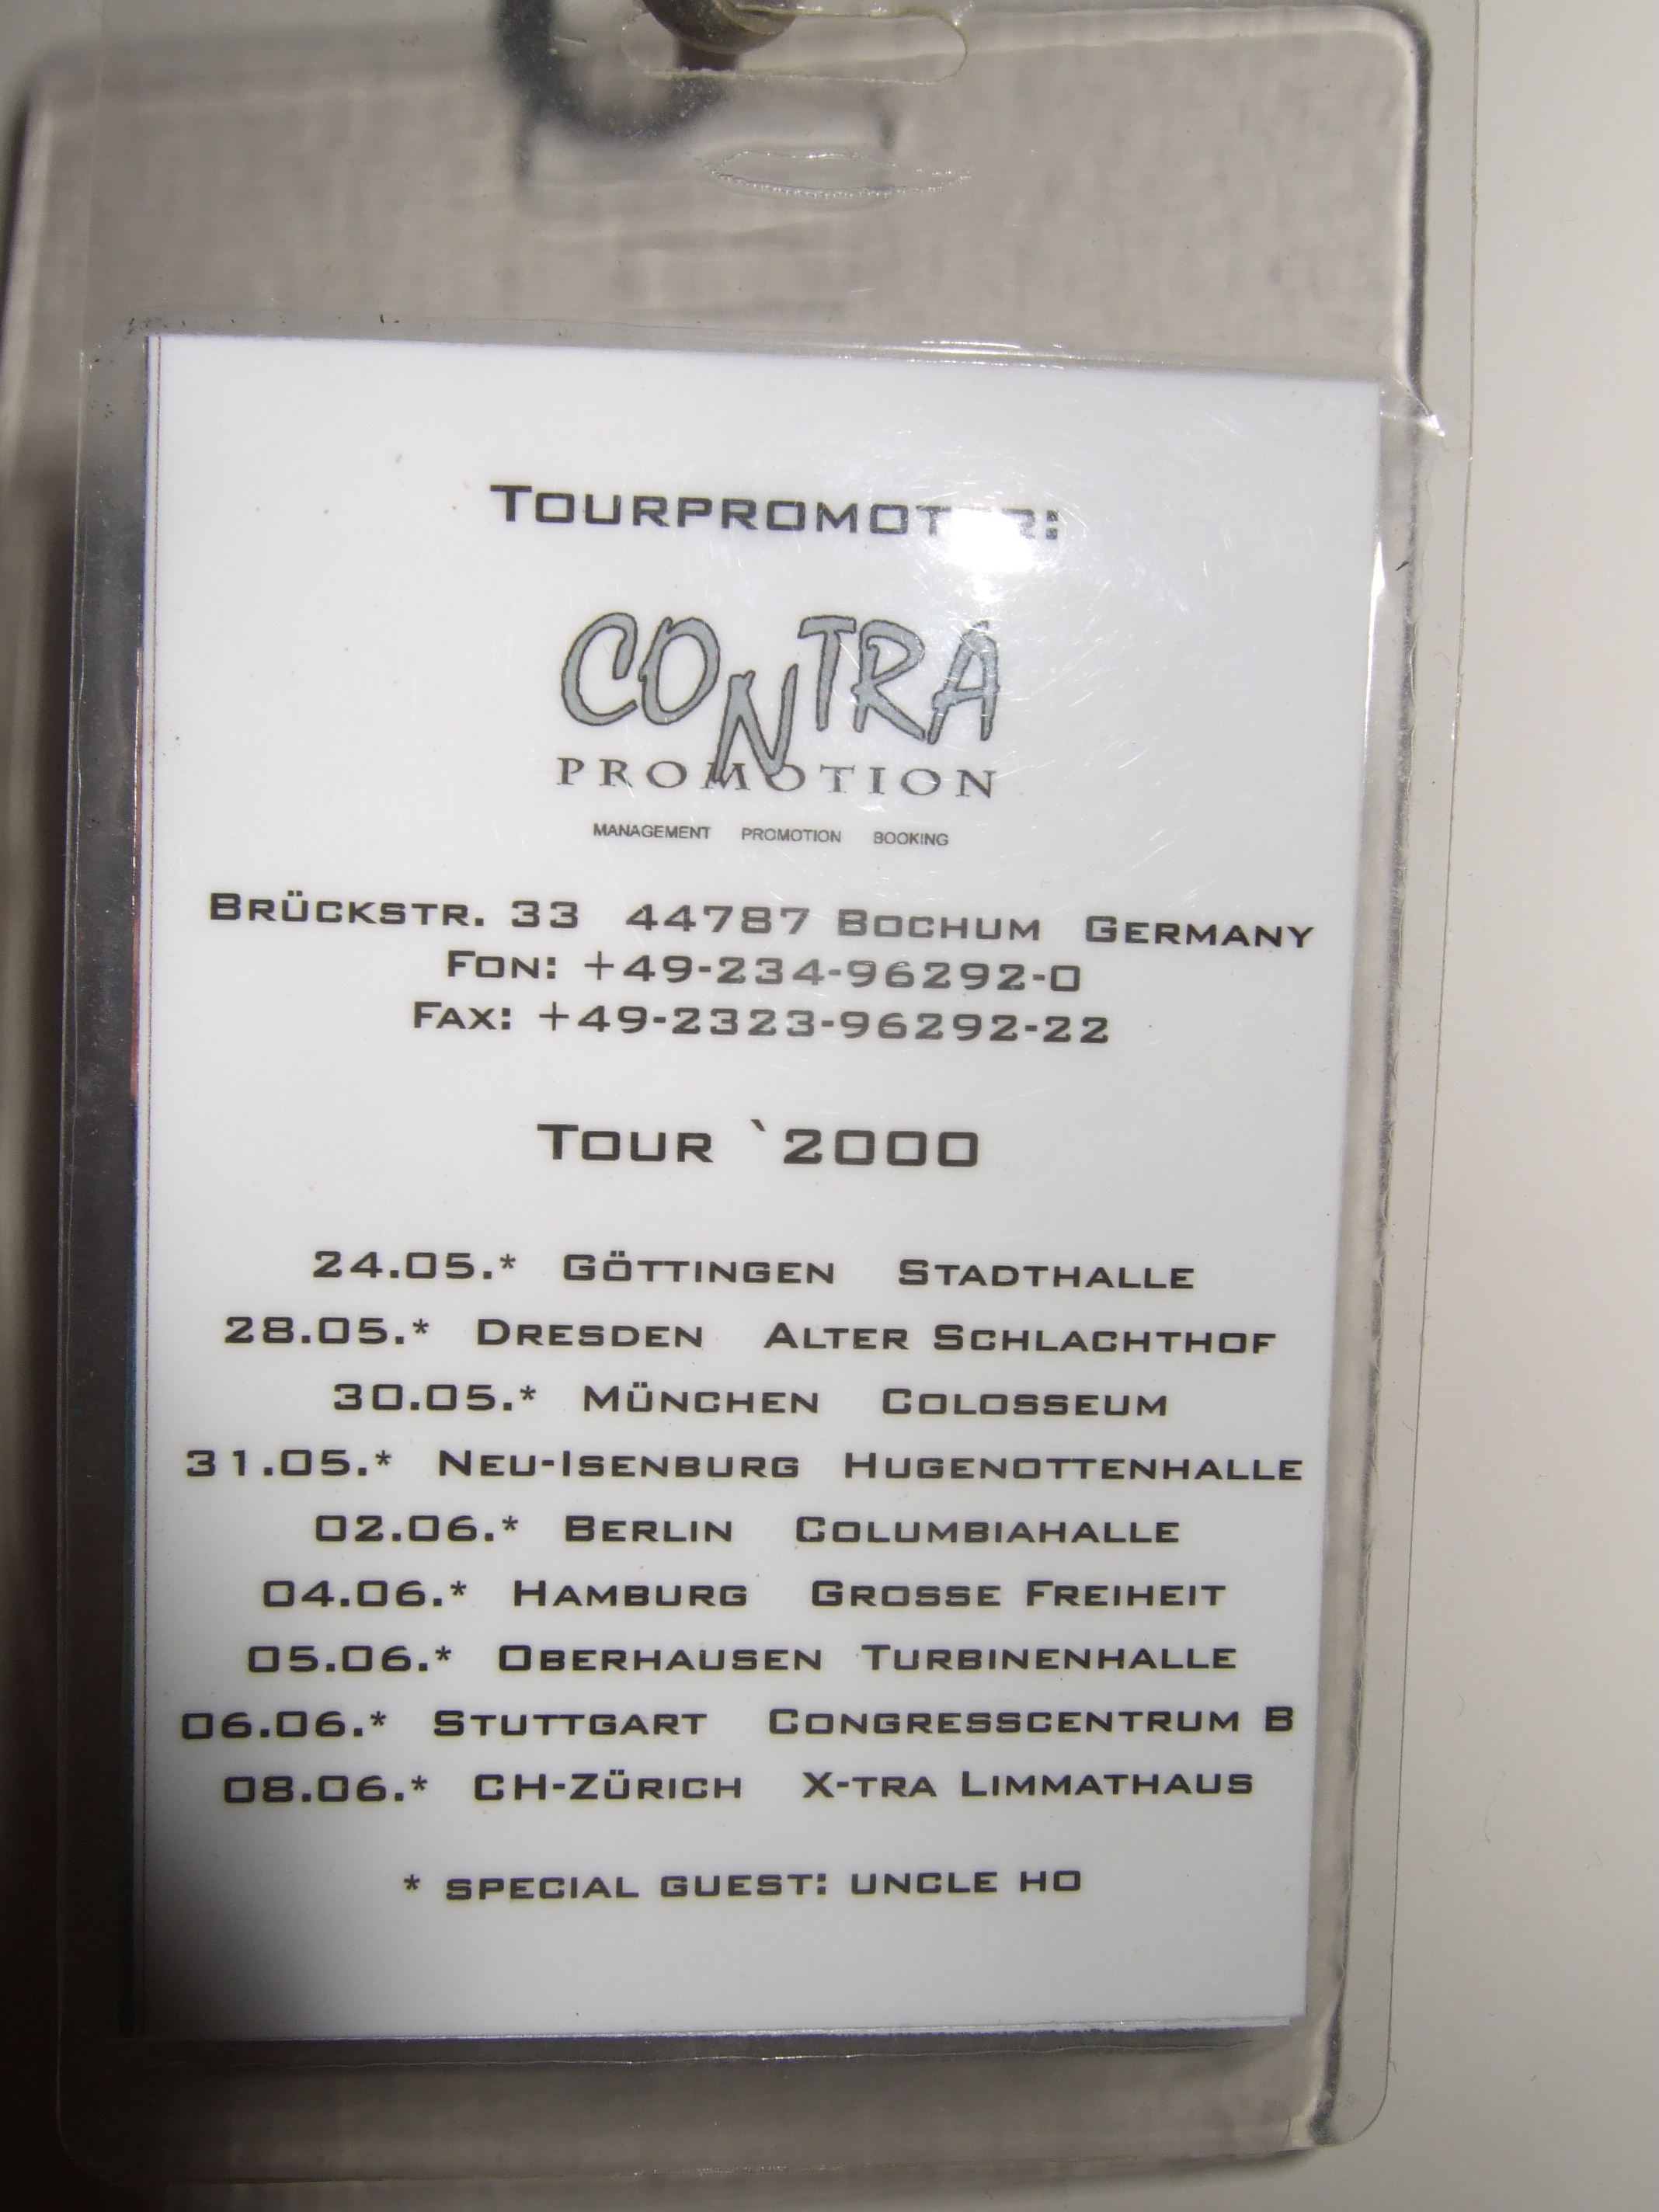 TOURPROMOTER:
CONTRA
PROMOTION
MANAGEMENT PROMOTION BOOKING
BRÜCKSTR. 33 44787 BOCHUM GERMANY
FON: +49-234-96292-0
FAX: +49-2323-96292-22
TOUR `2000
24.05.* GÖTTINGEN STADTHALLE
28.05.* DRESDEN ALTER SCHLACHTHOF
30.05.* MÜNCHEN COLOSSEUM
31.05.* NEU-ISENBURG HUGENOTTENHALLE
02.06.* BERLIN COLUMBIAHALLE
04.06.* HAMBURG GROSSE FREIHEIT
05.06.* OBERHAUSEN TURBINENHALLE
06.06.* STUTTGART CONGRESSCENTRUM B
08.06.* CH-ZÜRICH X-TRA LIMMATHAUS
* SPECIAL GUEST: UNCLE HO